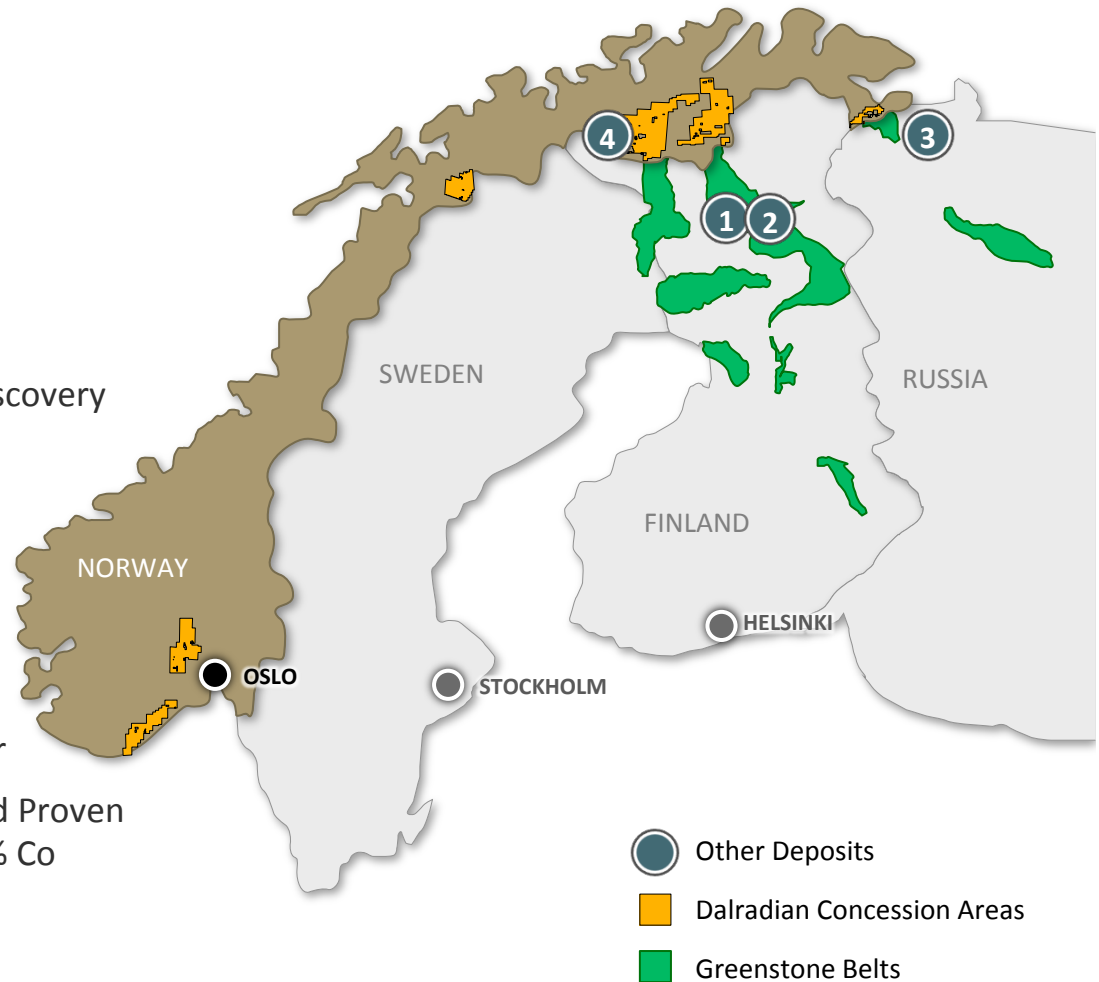 4
3
1
2
SWEDEN
RUSSIA
scovery
FINLAND
NORWAY
HELSINKI
OSLO
STOCKHOLM
d Proven
% Co
Other Deposits
Dalradian Concession Areas
Greenstone Belts